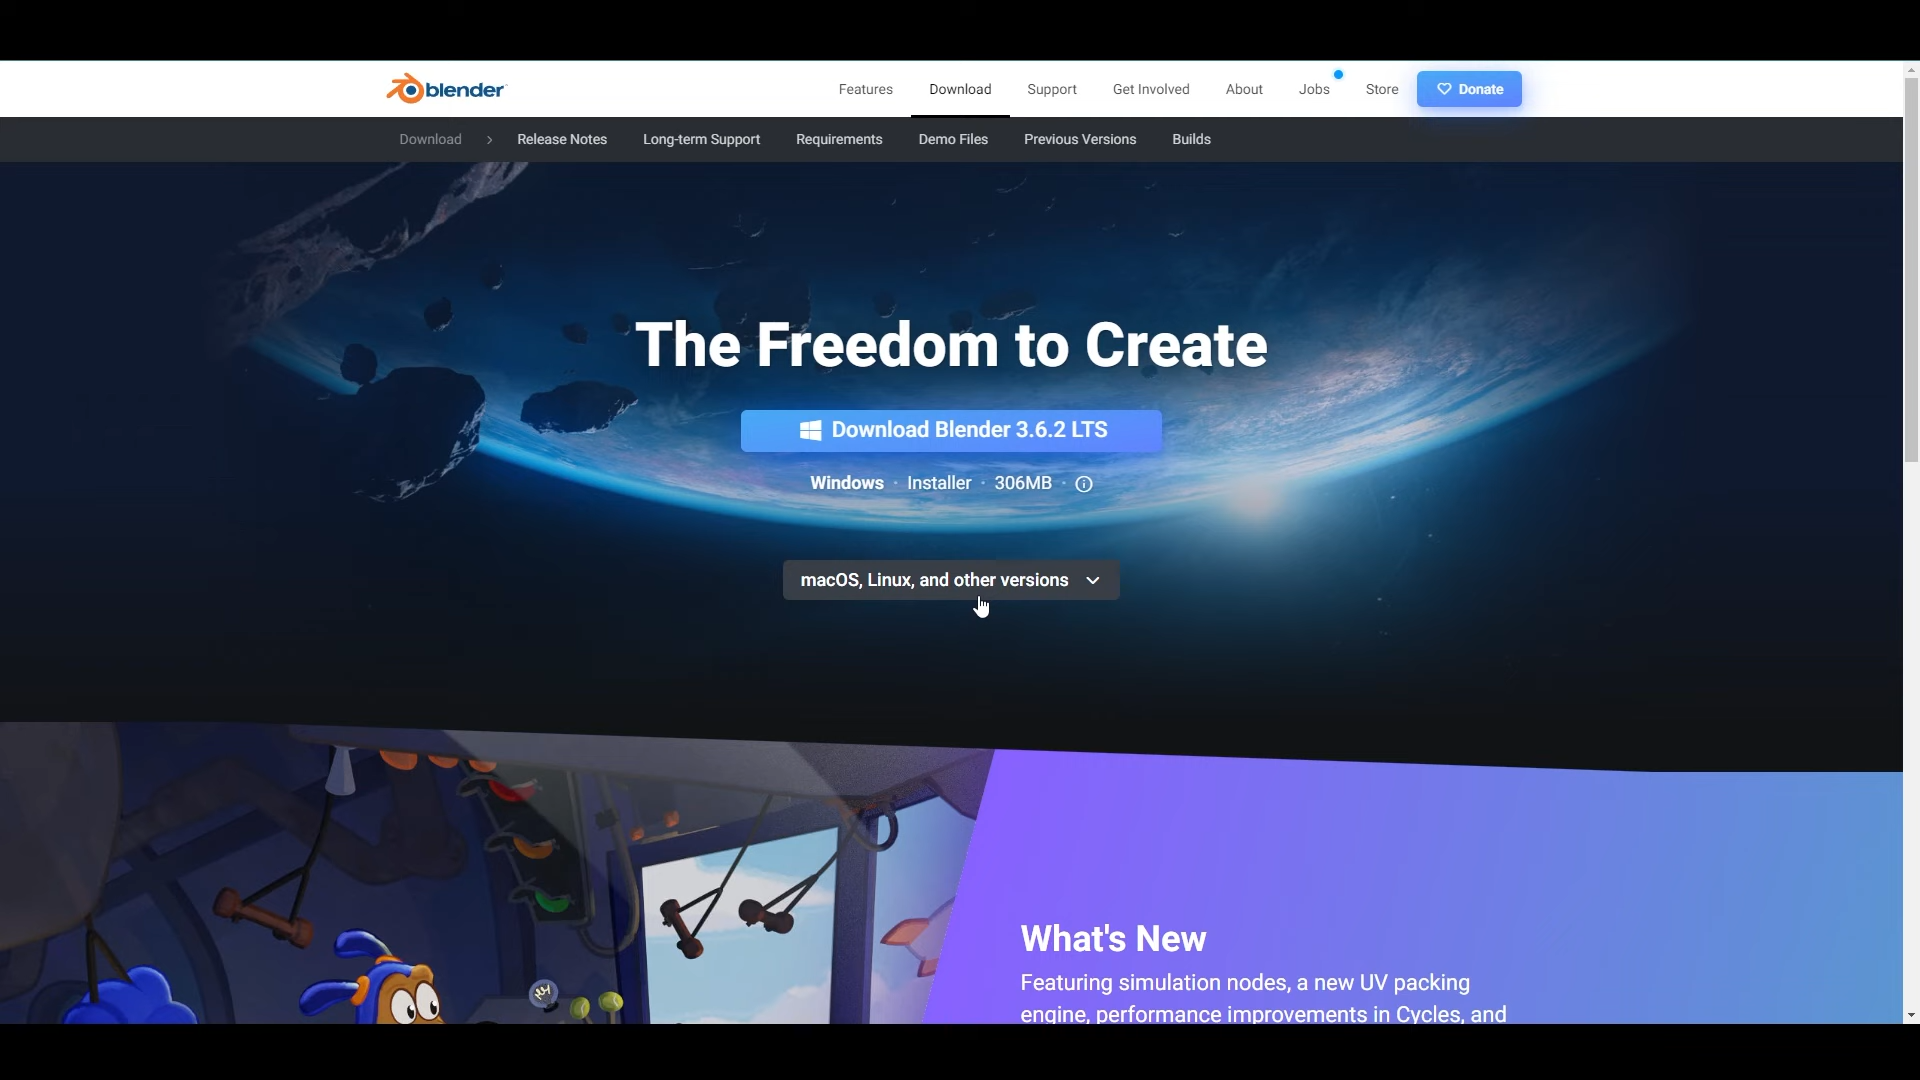 blender
Features Download Support Get Involved About Jobs Store Donate
Download > Release Notes Long-term Support Requirements Demo Files Previous Versions Builds
The Freedom to Create
Download Blender 3.6.2 LTS
Windows · Installer · 306MB ·
macOS, Linux, and other versions
What's New
Featuring simulation nodes, a new UV packing
engine, performance improvements in Cycles, and